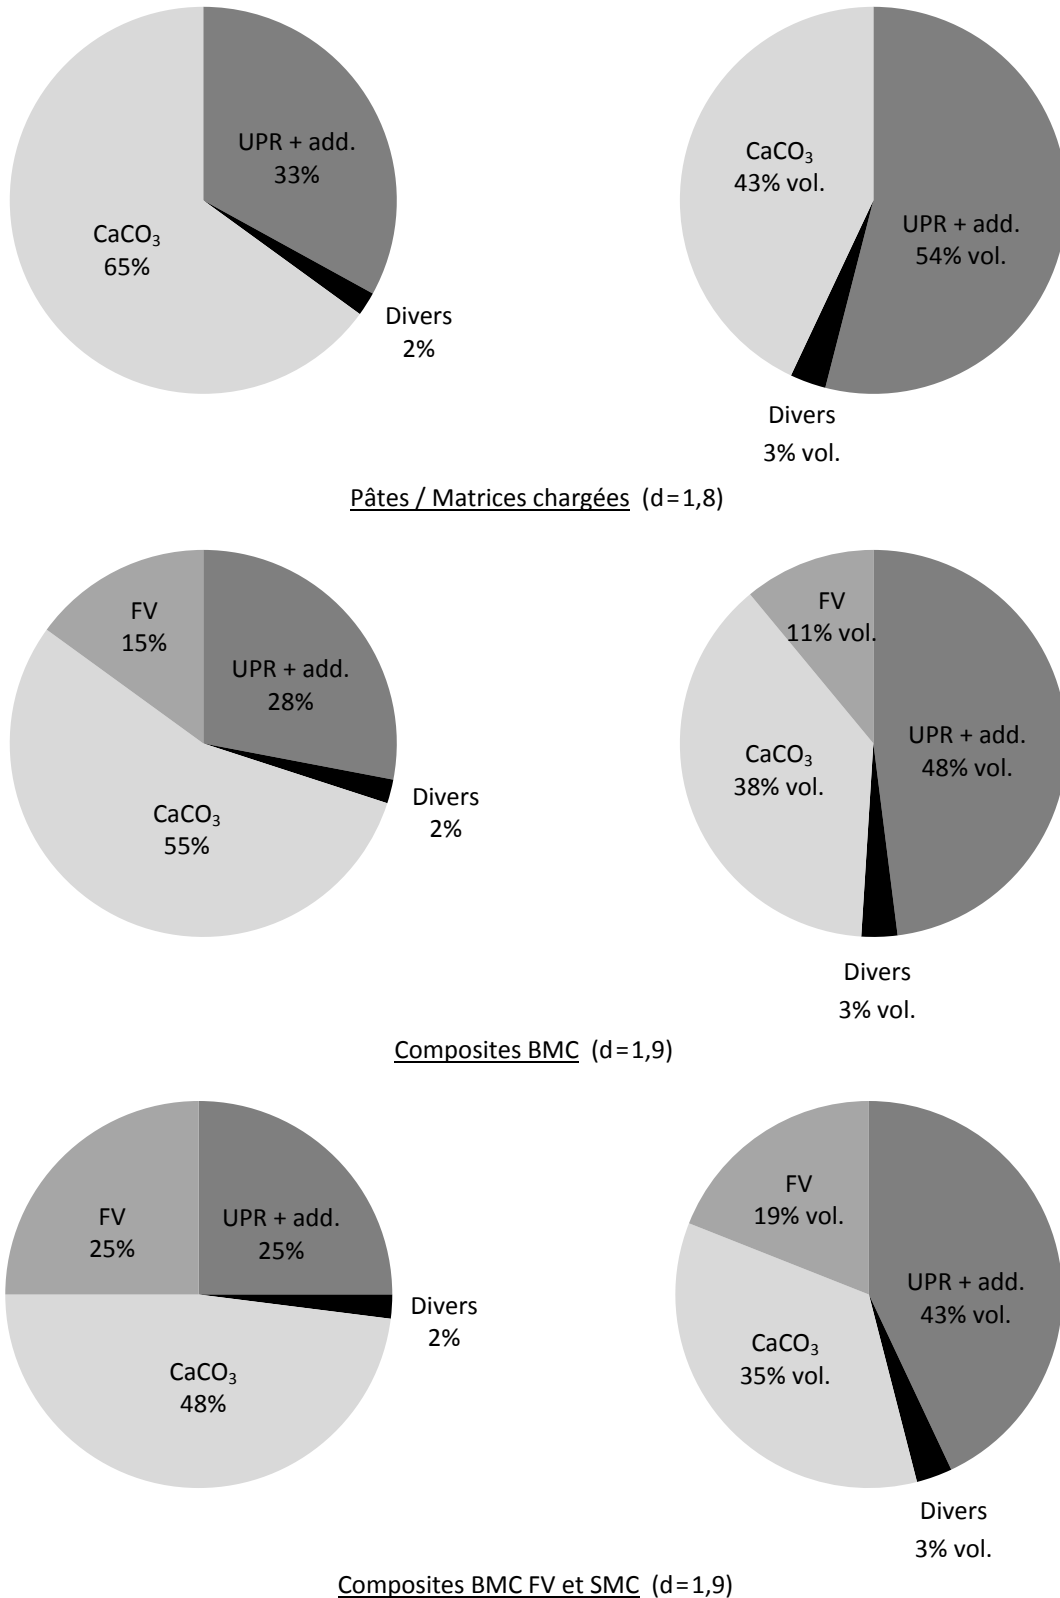 UPR + add.
33%
CaCO₃
65%
Divers
2%
CaCO₃
43% vol.
UPR + add.
54% vol.
Divers
3% vol.
Pâtes / Matrices chargées (d=1,8)
FV
15%
UPR + add.
28%
CaCO₃
55%
Divers
2%
FV
11% vol.
UPR + add.
48% vol.
CaCO₃
38% vol.
Divers
3% vol.
Composites BMC (d=1,9)
FV
25%
UPR + add.
25%
CaCO₃
48%
Divers
2%
FV
19% vol.
UPR + add.
43% vol.
CaCO₃
35% vol.
Divers
3% vol.
Composites BMC FV et SMC (d=1,9)